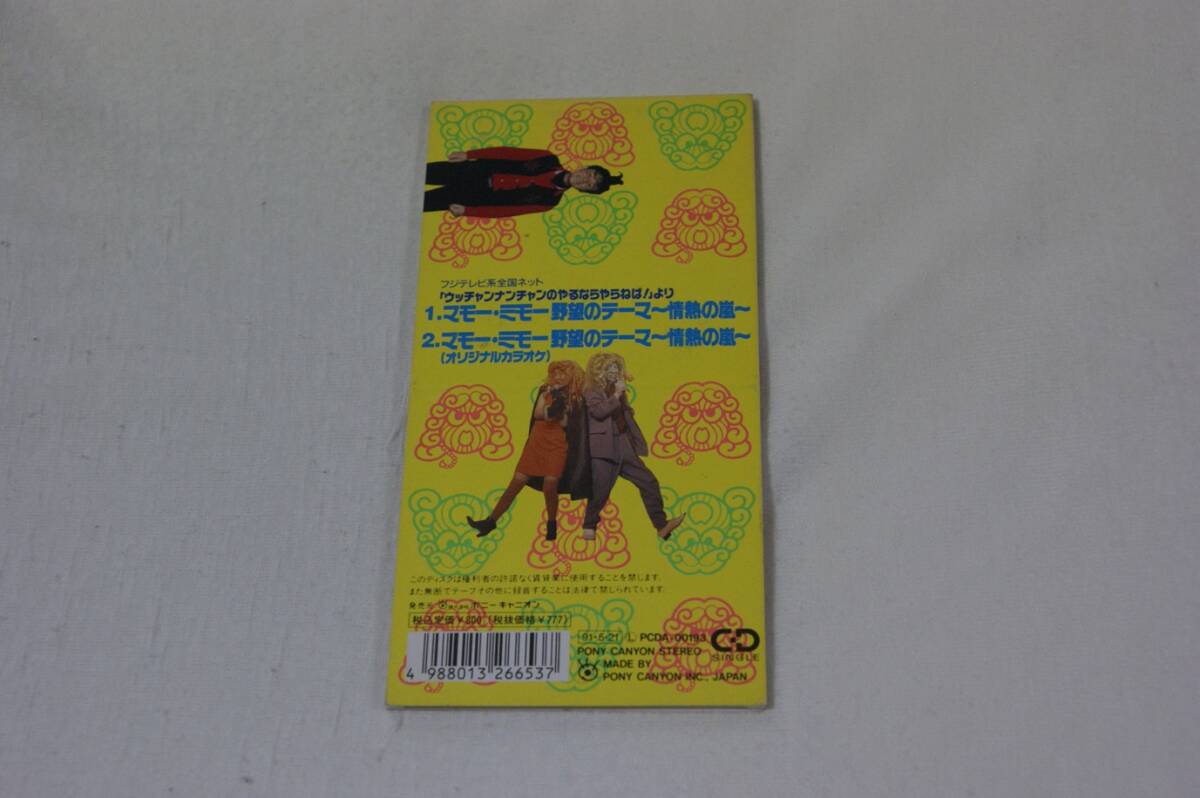 フジテレビ系全国ネット
「ウッチャンナンチャンのやるならやらねば!」より
1.マモー・ミモー野望のテーマ〜情熱の嵐〜
2.マモー・ミモー野望のテーマ〜情熱の嵐〜
(オリジナルカラオケ)
このディスクは権利者の許諾なく賃貸業に使用することを禁じます。
また無断でテープその他に録音することは法律で禁じられています。
発売元 ポニーキャニオン
税込定価¥800 (税抜価格¥777)
4 988013 266537
91・5・21 L PCDA-00193
PONY CANYON STEREO
MADE BY
PONY CANYON INC., JAPAN
CD
SINGLE